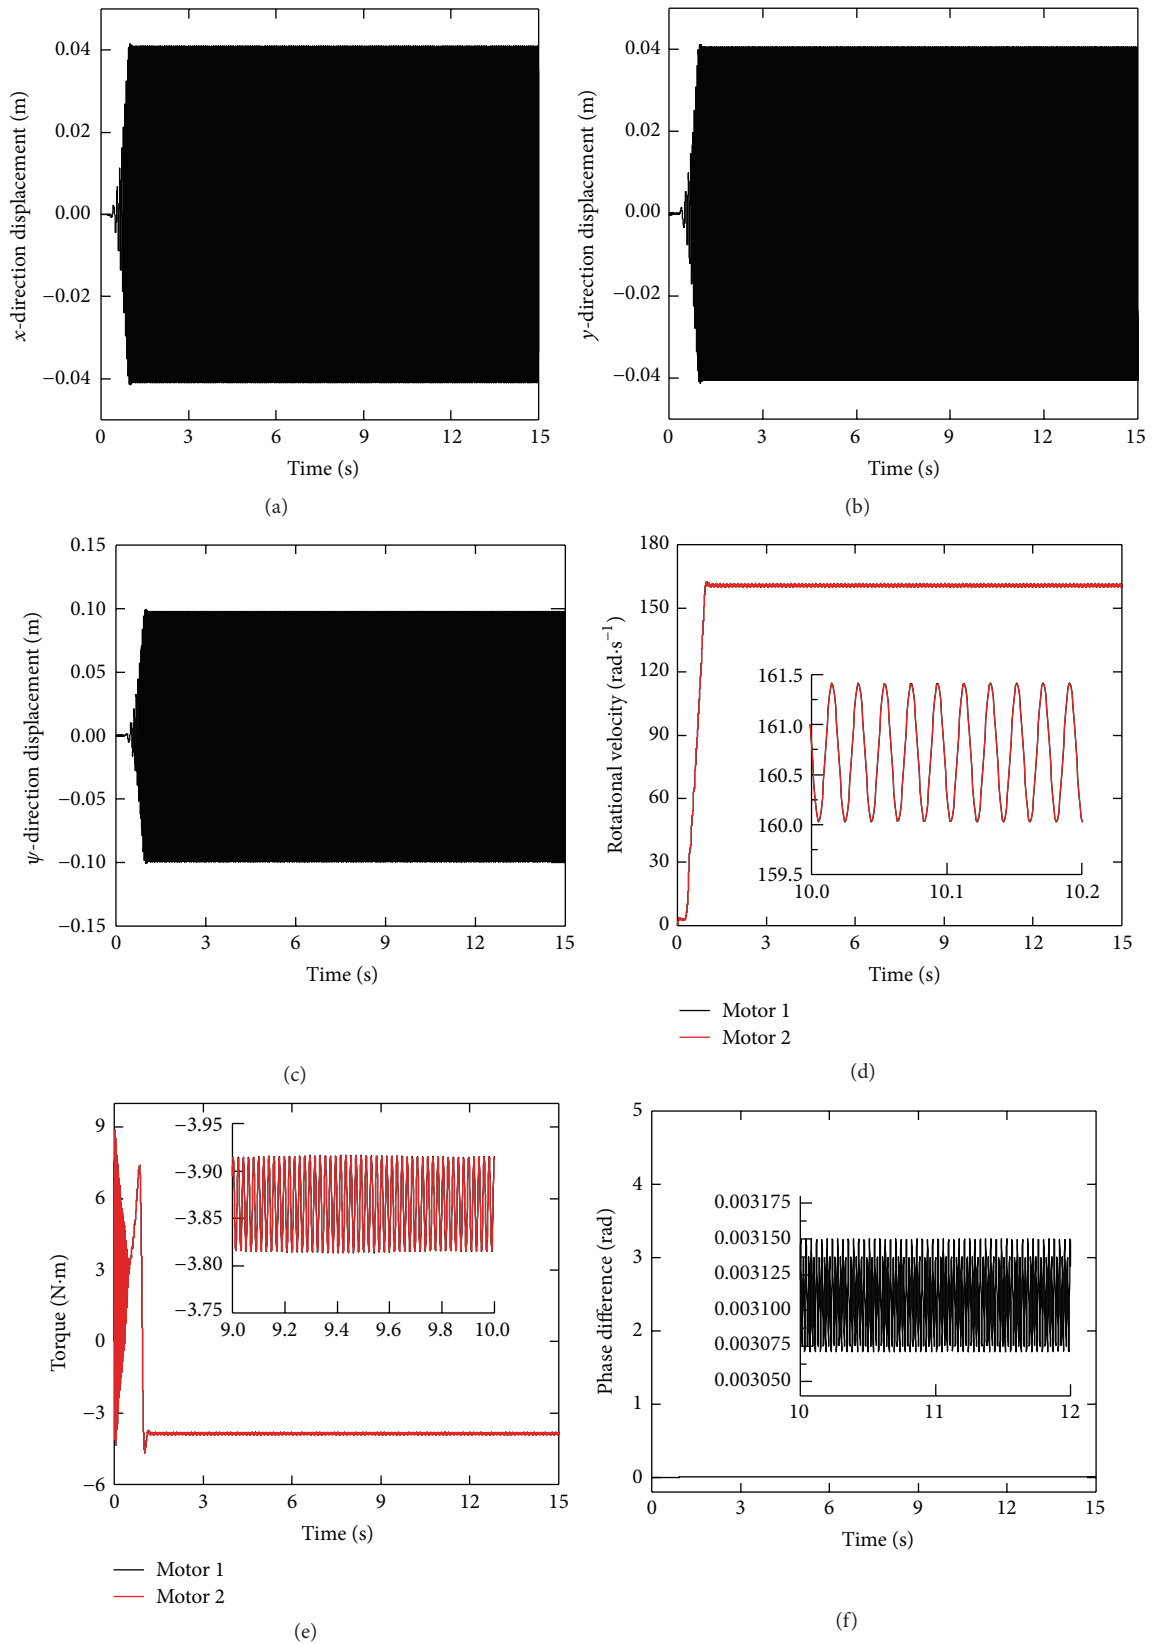 0.04
0.02
0.00
−0.02
−0.04
x-direction displacement (m)
0 3 6 9 12 15
Time (s)
(a)
0.04
0.02
0.00
−0.02
−0.04
y-direction displacement (m)
0 3 6 9 12 15
Time (s)
(b)
0.15
0.10
0.05
0.00
−0.05
−0.10
−0.15
ψ-direction displacement (m)
0 3 6 9 12 15
Time (s)
(c)
180
150
120
90
60
30
0
Rotational velocity (rad·s−1)
161.5
161.0
160.5
160.0
159.5
10.0 10.1 10.2
0 3 6 9 12 15
Time (s)
Motor 1
Motor 2
(d)
9
6
3
0
−3
−6
Torque (N·m)
−3.95
−3.90
−3.85
−3.80
−3.75
9.0 9.2 9.4 9.6 9.8 10.0
0 3 6 9 12 15
Time (s)
Motor 1
Motor 2
(e)
5
4
3
2
1
0
Phase difference (rad)
0.003175
0.003150
0.003125
0.003100
0.003075
0.003050
10 11 12
0 3 6 9 12 15
Time (s)
(f)